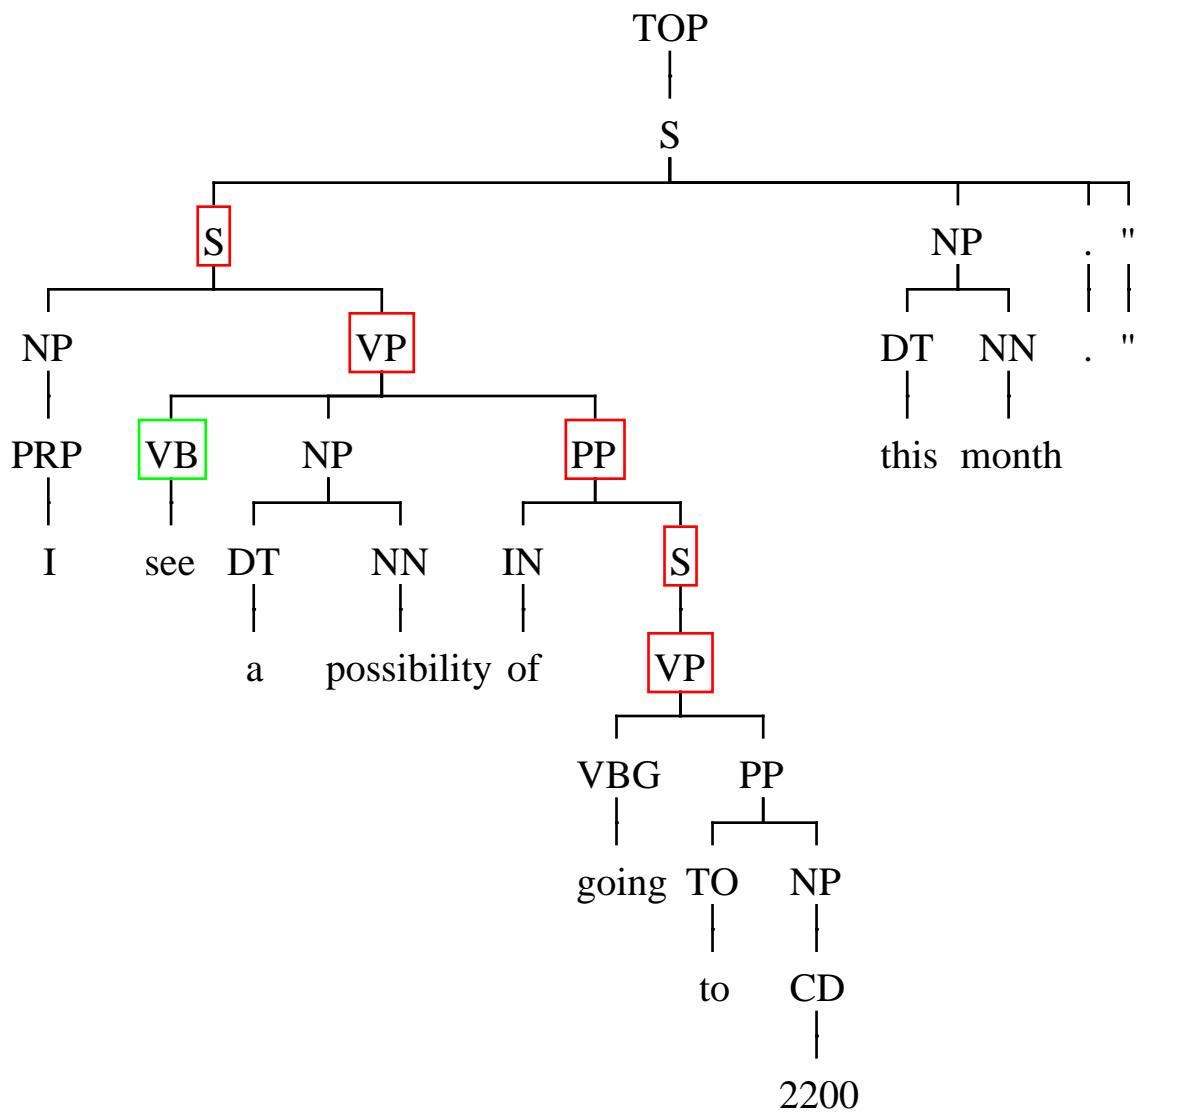 TOP
S
S NP . "
NP VP DT NN . "
PRP VB NP PP this month
I see DT NN IN S
a possibility of VP
VBG PP
going TO NP
to CD
2200